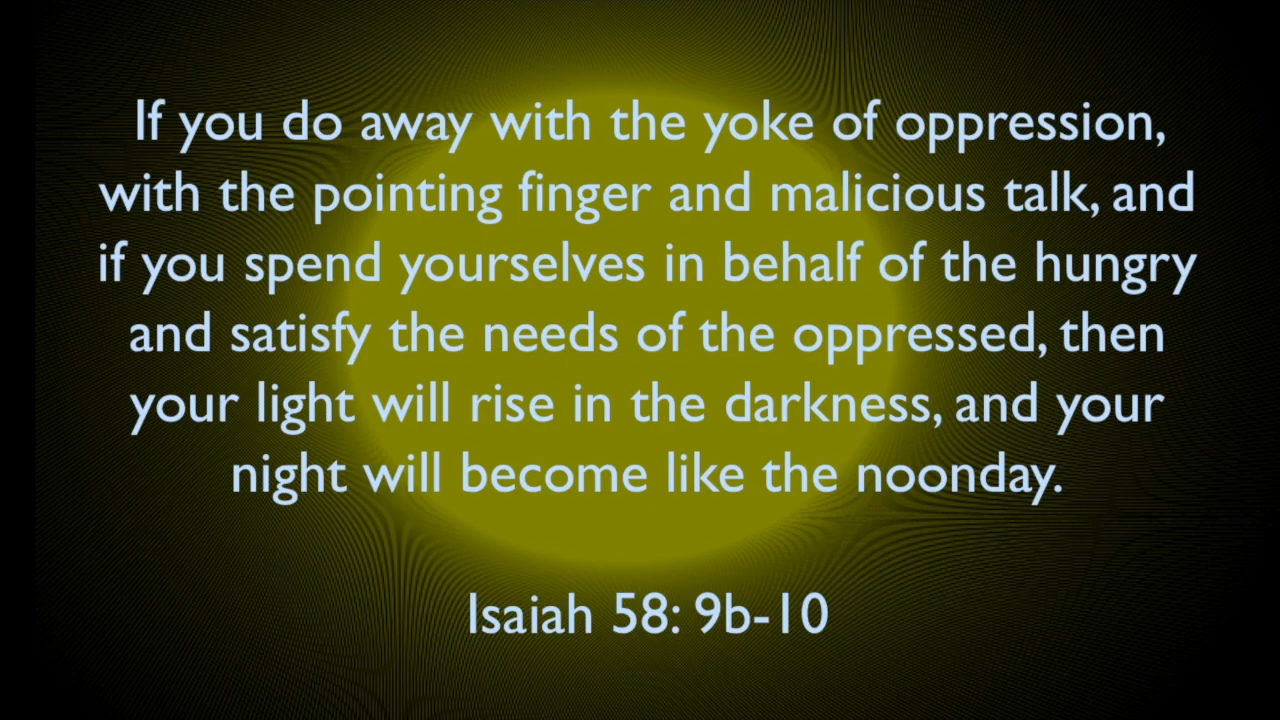 If you do away with the yoke of oppression,
with the pointing finger and malicious talk, and
if you spend yourselves in behalf of the hungry
and satisfy the needs of the oppressed, then
your light will rise in the darkness, and your
night will become like the noonday.
Isaiah 58: 9b-10